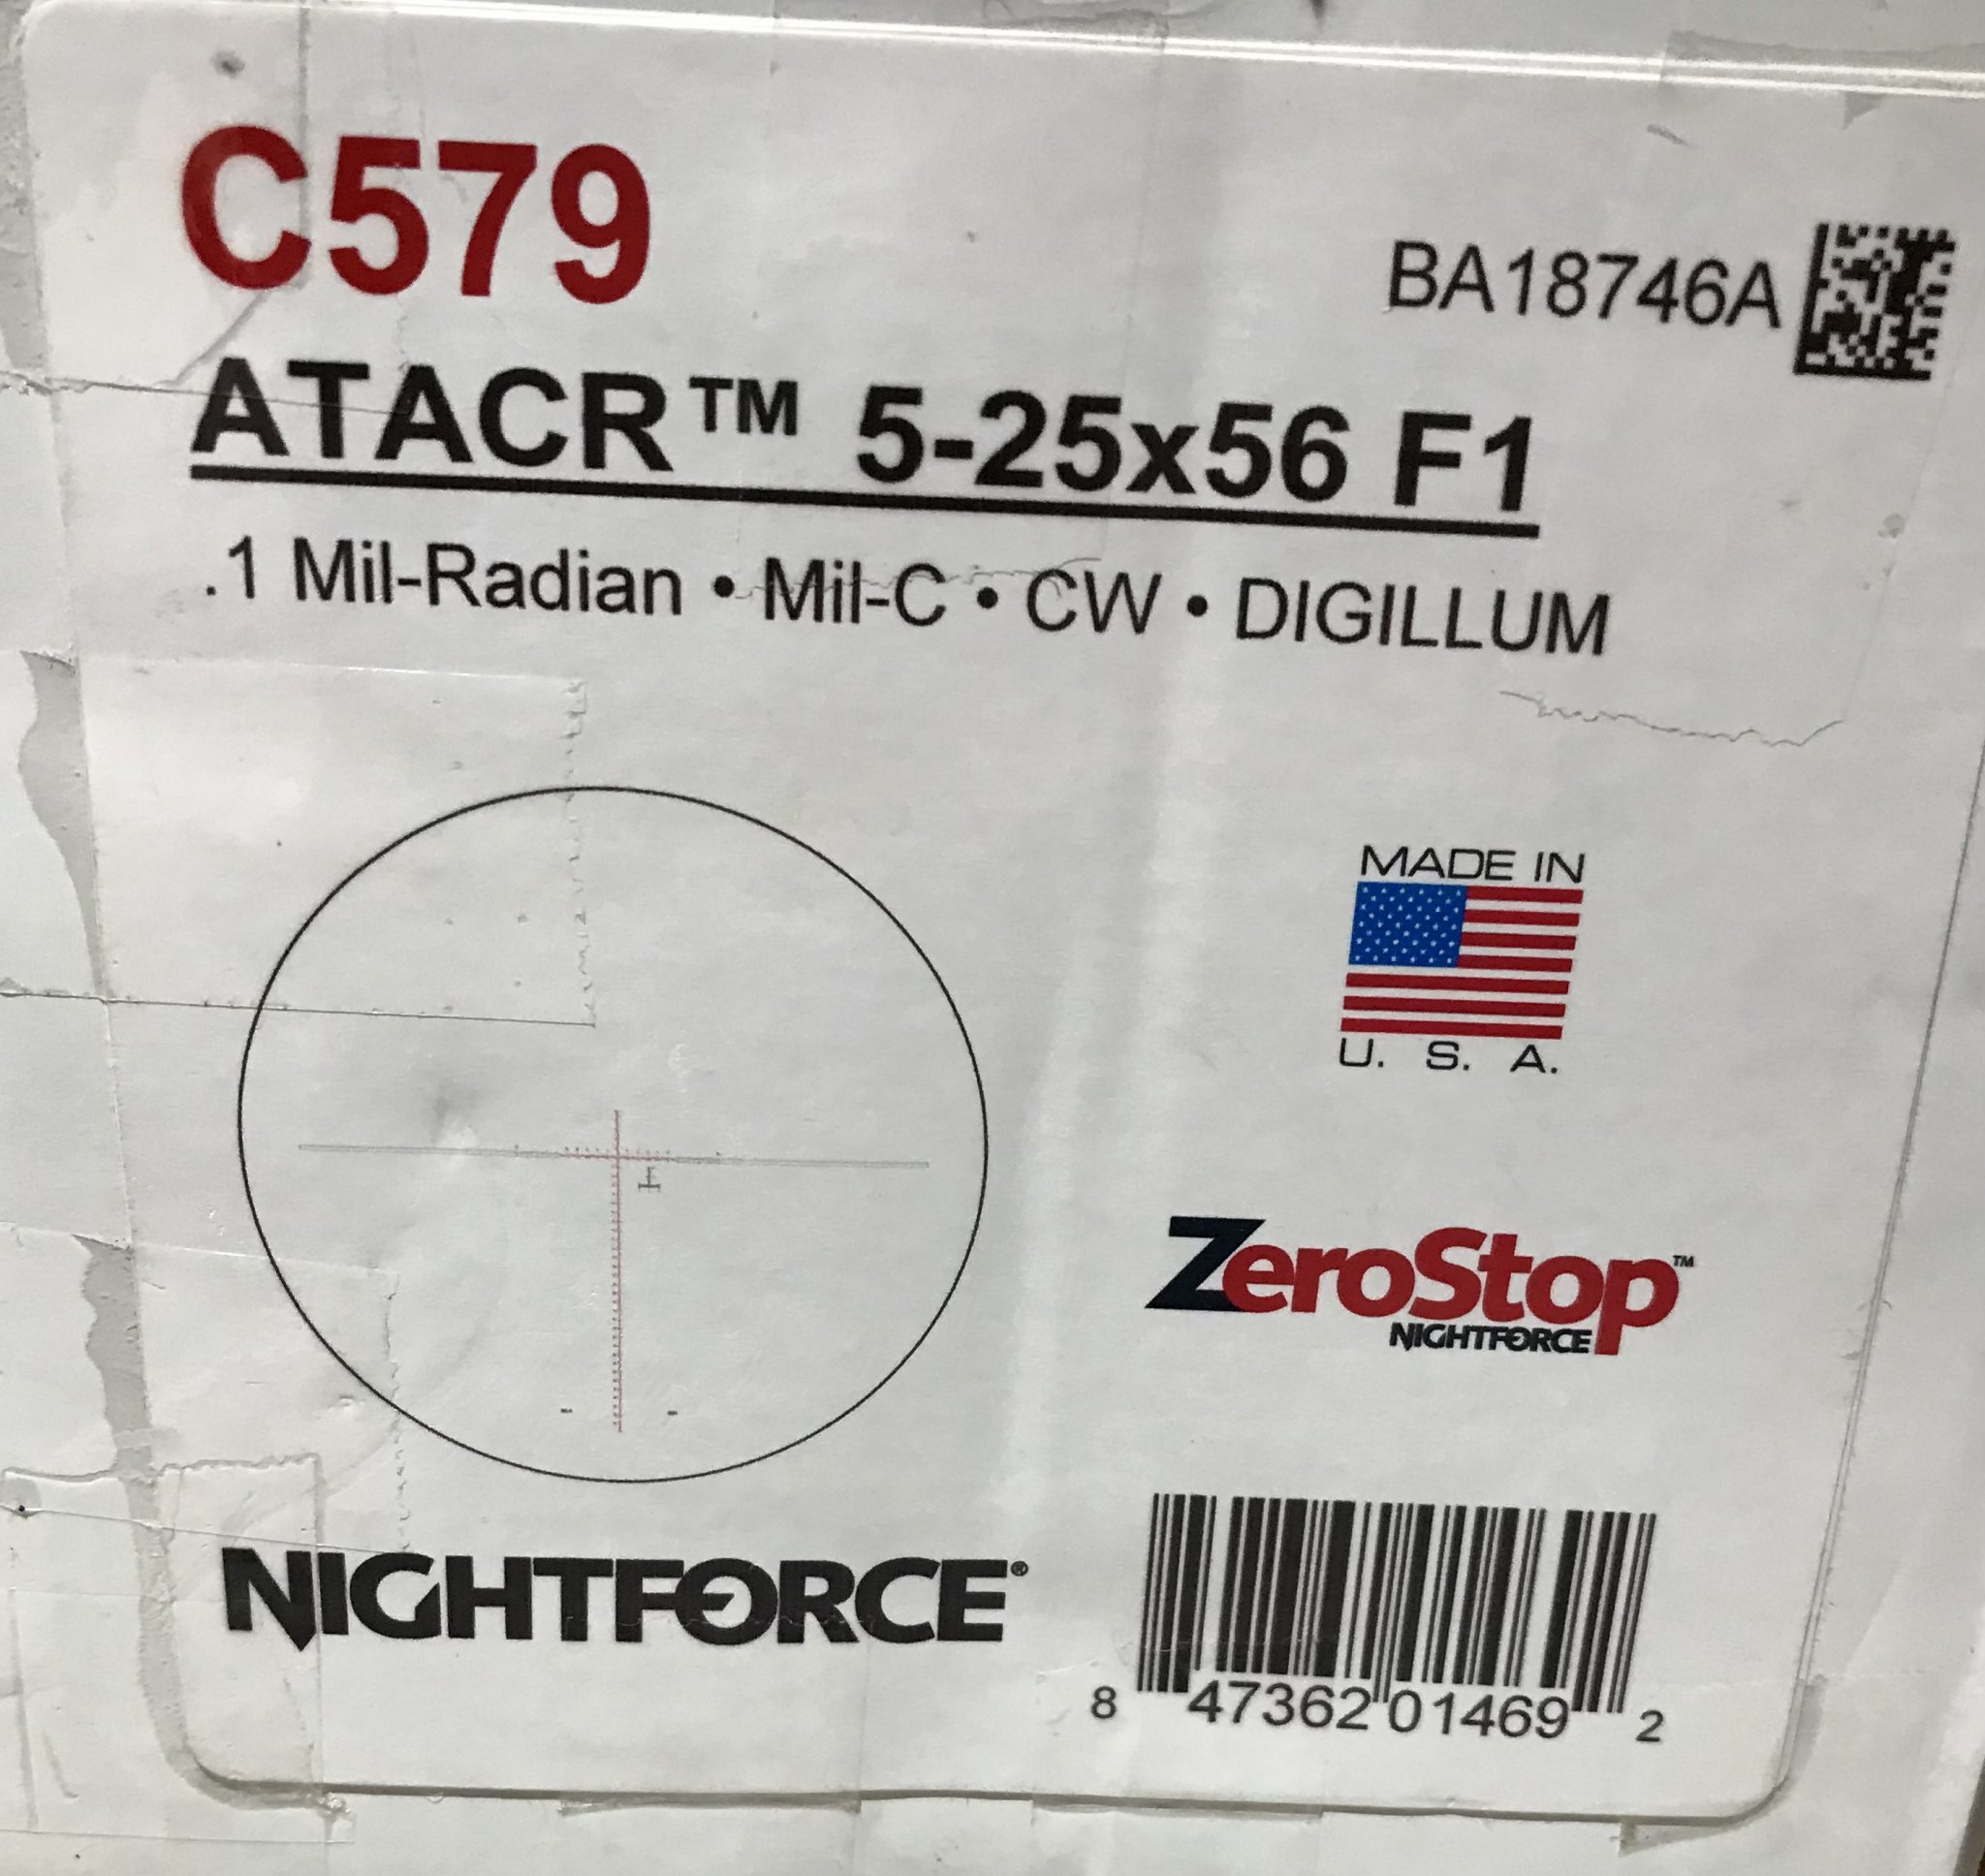 C579
BA18746A
ATACR™ 5-25x56 F1
.1 Mil-Radian • Mil-C • CW • DIGILLUM
MADE IN
U. S. A.
ZeroStop™
NIGHTFORCE
NIGHTFORCE®
8 47362 01469 2